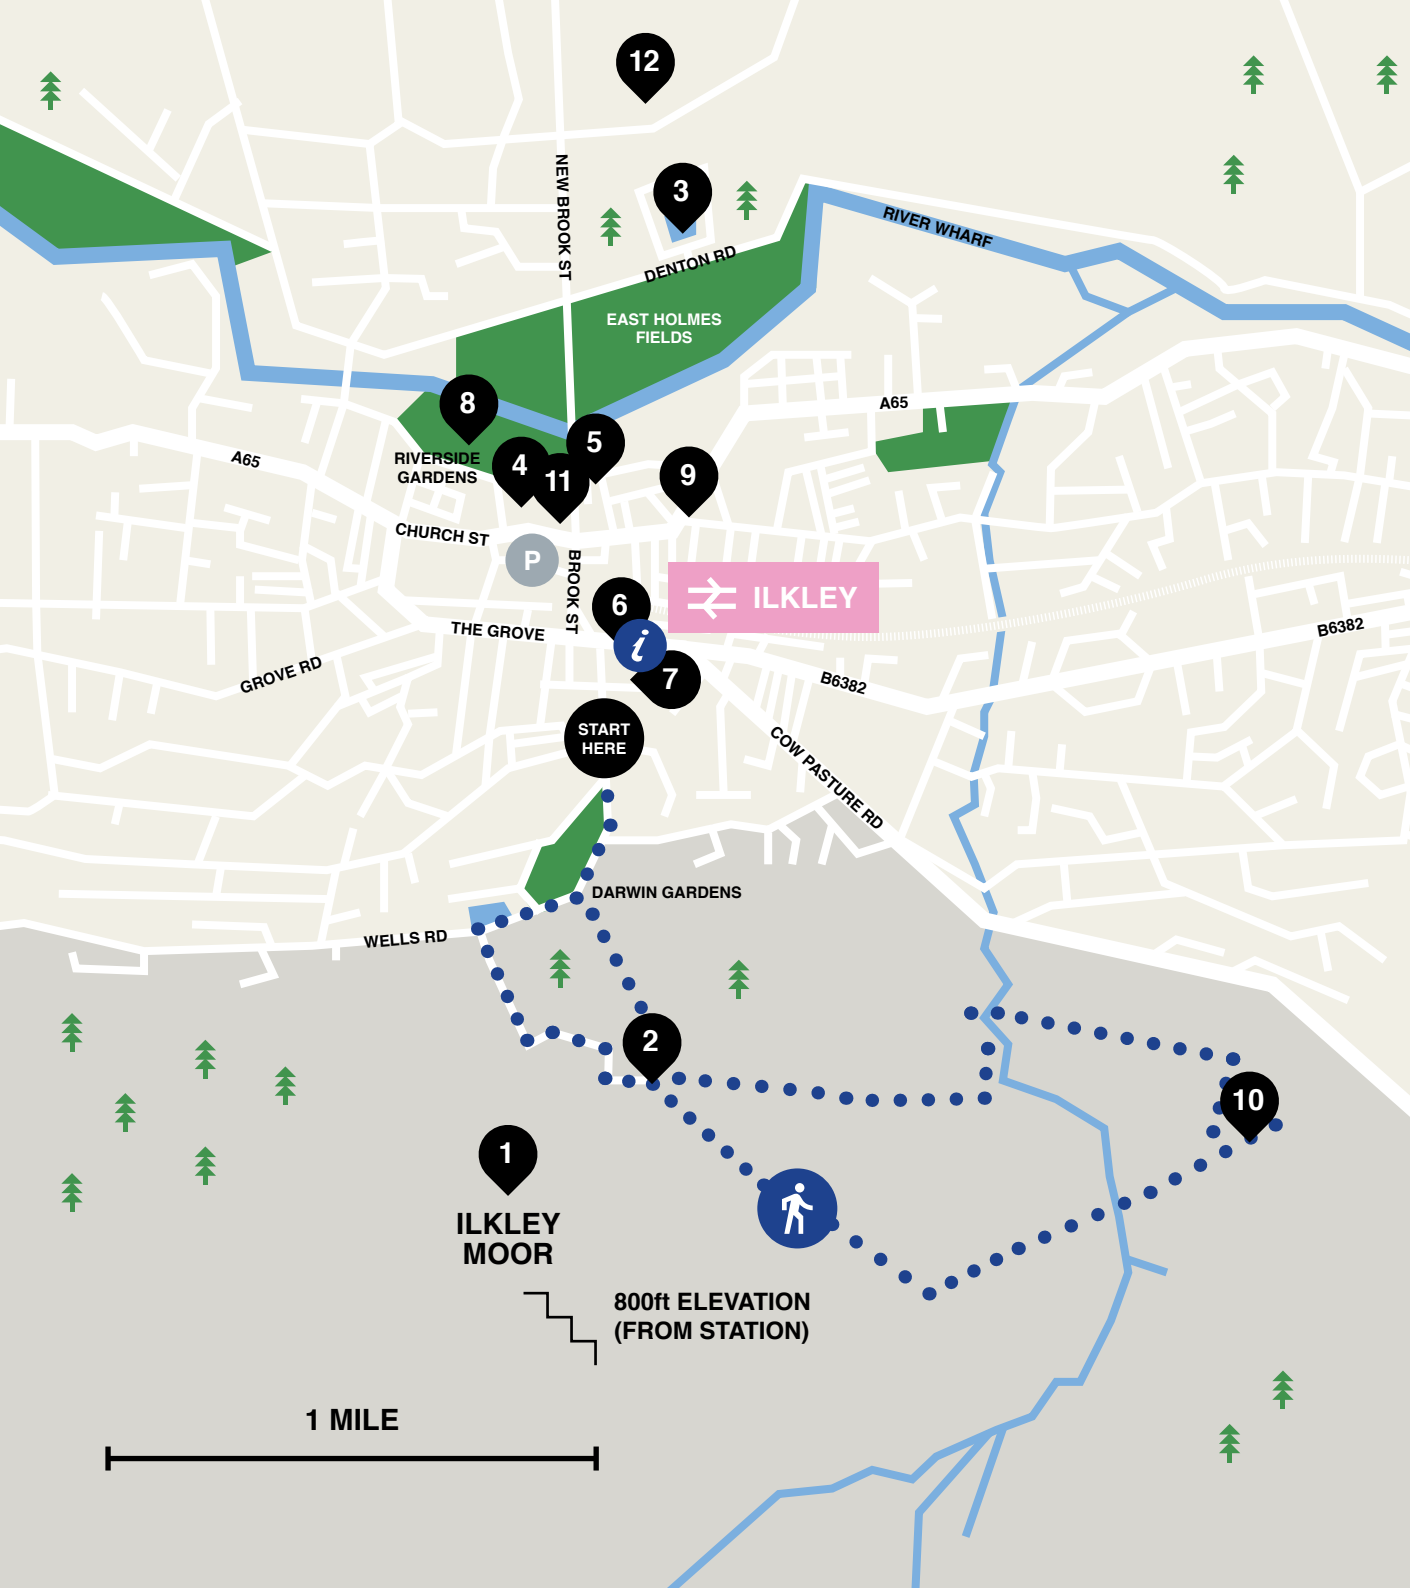 12
NEW BROOK ST
3
RIVER WHARF
DENTON RD
EAST HOLMES
FIELDS
8
A65
5
A65
RIVERSIDE
GARDENS
4
11
9
CHURCH ST
P
BROOK ST
ILKLEY
6
THE GROVE
i
B6382
GROVE RD
7
B6382
START
HERE
COW PASTURE RD
DARWIN GARDENS
WELLS RD
2
10
1
ILKLEY
MOOR
800ft ELEVATION
(FROM STATION)
1 MILE